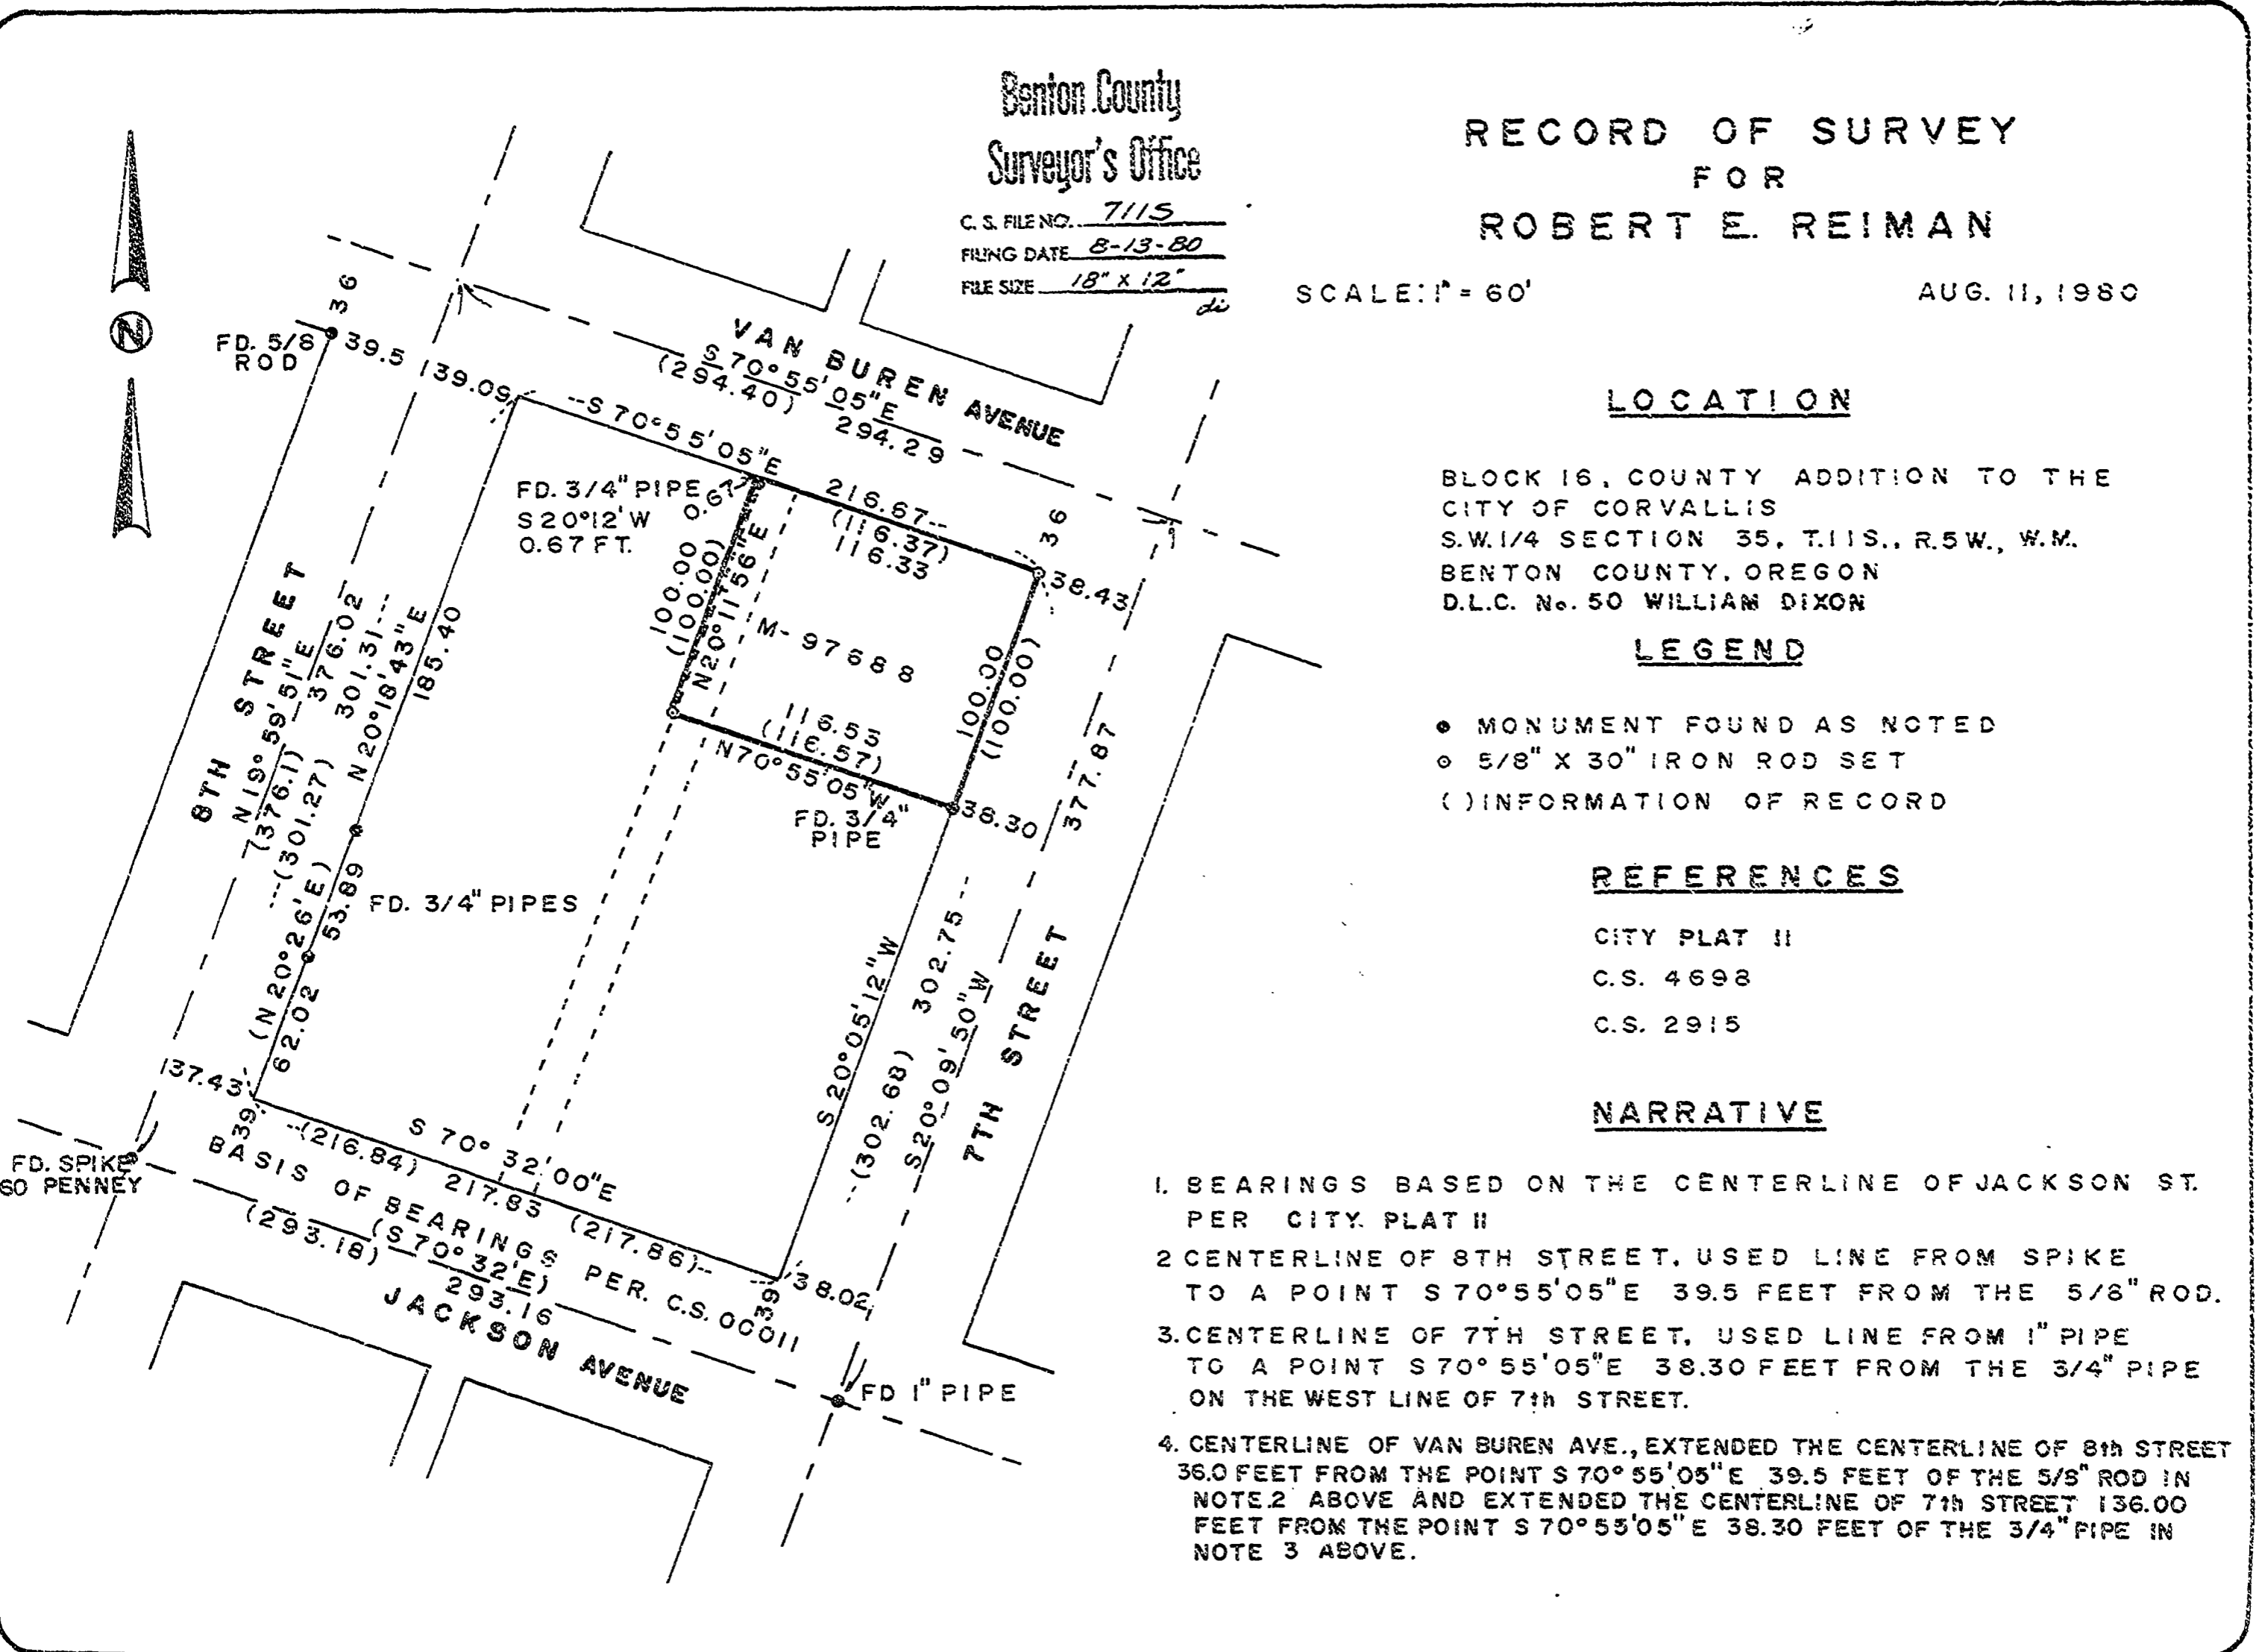 Benton County
Surveyor's Office
C. S. FILE NO. 7115
FILING DATE 8-13-80
FILE SIZE 18" X 12"
di
RECORD OF SURVEY
FOR
ROBERT E. REIMAN
SCALE: 1" = 60'
AUG. 11, 1980
LOCATION
BLOCK 16, COUNTY ADDITION TO THE
CITY OF CORVALLIS
S.W. 1/4 SECTION 35, T.11S., R.5W., W.M.
BENTON COUNTY, OREGON
D.L.C. No. 50 WILLIAM DIXON
LEGEND
MONUMENT FOUND AS NOTED
5/8" X 30" IRON ROD SET
( ) INFORMATION OF RECORD
REFERENCES
CITY PLAT 11
C.S. 4698
C.S. 2915
NARRATIVE
1. BEARINGS BASED ON THE CENTERLINE OF JACKSON ST.
PER CITY. PLAT 11
2 CENTERLINE OF 8TH STREET, USED LINE FROM SPIKE
TO A POINT S 70°55'05"E 39.5 FEET FROM THE 5/8" ROD.
3. CENTERLINE OF 7TH STREET, USED LINE FROM 1" PIPE
TO A POINT S 70° 55'05"E 38.30 FEET FROM THE 3/4" PIPE
ON THE WEST LINE OF 7th STREET.
4. CENTERLINE OF VAN BUREN AVE., EXTENDED THE CENTERLINE OF 8th STREET
36.0 FEET FROM THE POINT S 70° 55'05"E 39.5 FEET OF THE 5/8" ROD IN
NOTE 2 ABOVE AND EXTENDED THE CENTERLINE OF 7th STREET 136.00
FEET FROM THE POINT S 70° 55'05"E 38.30 FEET OF THE 3/4" PIPE IN
NOTE 3 ABOVE.
N
36
FD. 5/8
ROD
39.5
39.09
VAN BUREN AVENUE
S 70° 55' 05"E
(294.40)
294.29
S 70°55'05"E
216.67
(116.37)
116.33
FD. 3/4" PIPE
S 20°12' W
0.67 FT.
0.67
100.00
(100.00)
N20°11'56"E
M-97688
36
38.43
100.00
(100.00)
116.53
(116.57)
N70°55'05"W
FD. 3/4"
PIPE
38.30
377.87
8TH STREET
N 19° 59' 51"E
376.02
(376.1)
301.31
(301.27)
N 20°18'43"E
185.40
(N 20°26'E)
53.89
FD. 3/4" PIPES
62.02
S 20°05'12"W
302.75
(302.68)
S 20° 09' 50"W
7TH STREET
37.43
39
FD. SPIKE
60 PENNEY
S 70° 32' 00"E
(216.84)
217.83
(217.86)
BASIS OF BEARINGS PER. C.S. 00011
(S 70° 32' E)
(293.18)
293.16
JACKSON AVENUE
39
38.02
FD 1" PIPE